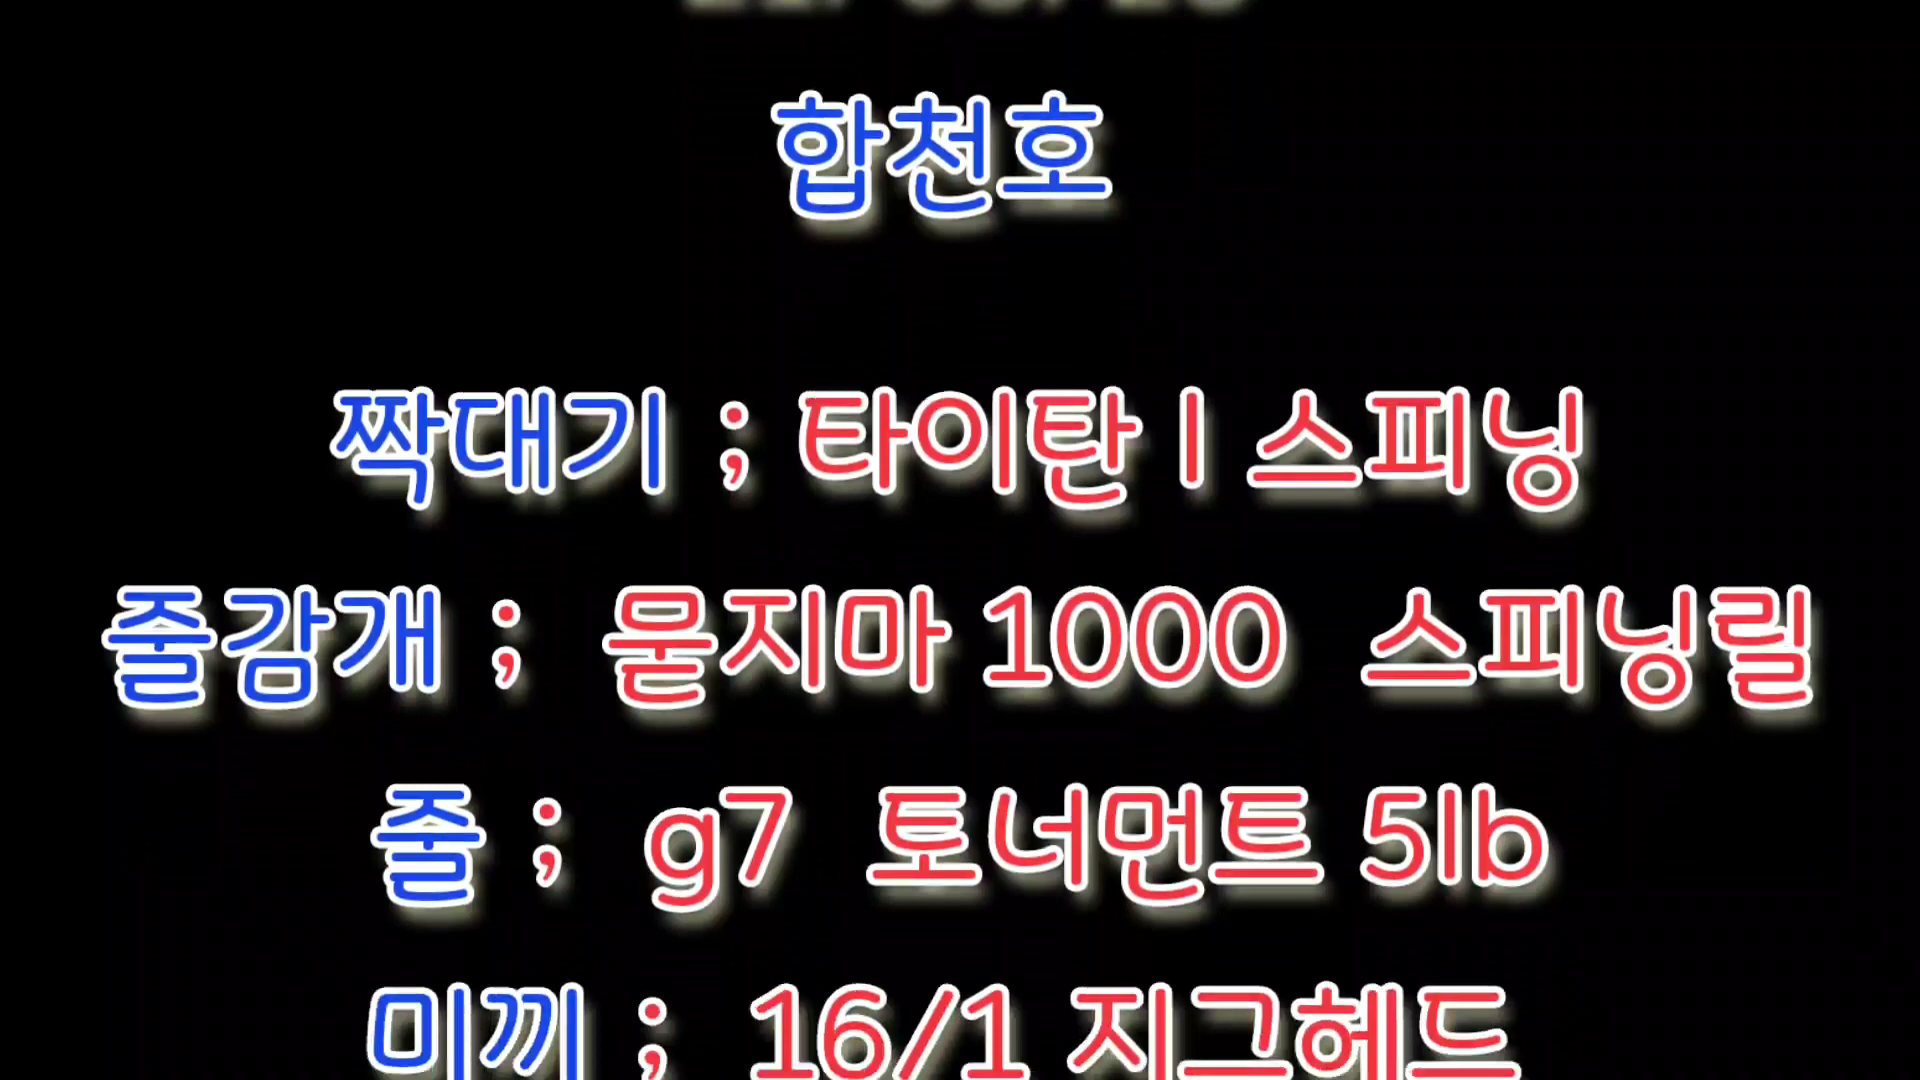 합천호
짝대기 ; 타이탄 l 스피닝
줄감개 ; 묻지마 1000 스피닝릴
줄 ; g7 토너먼트 5lb
미끼 ; 16/1 지그헤드